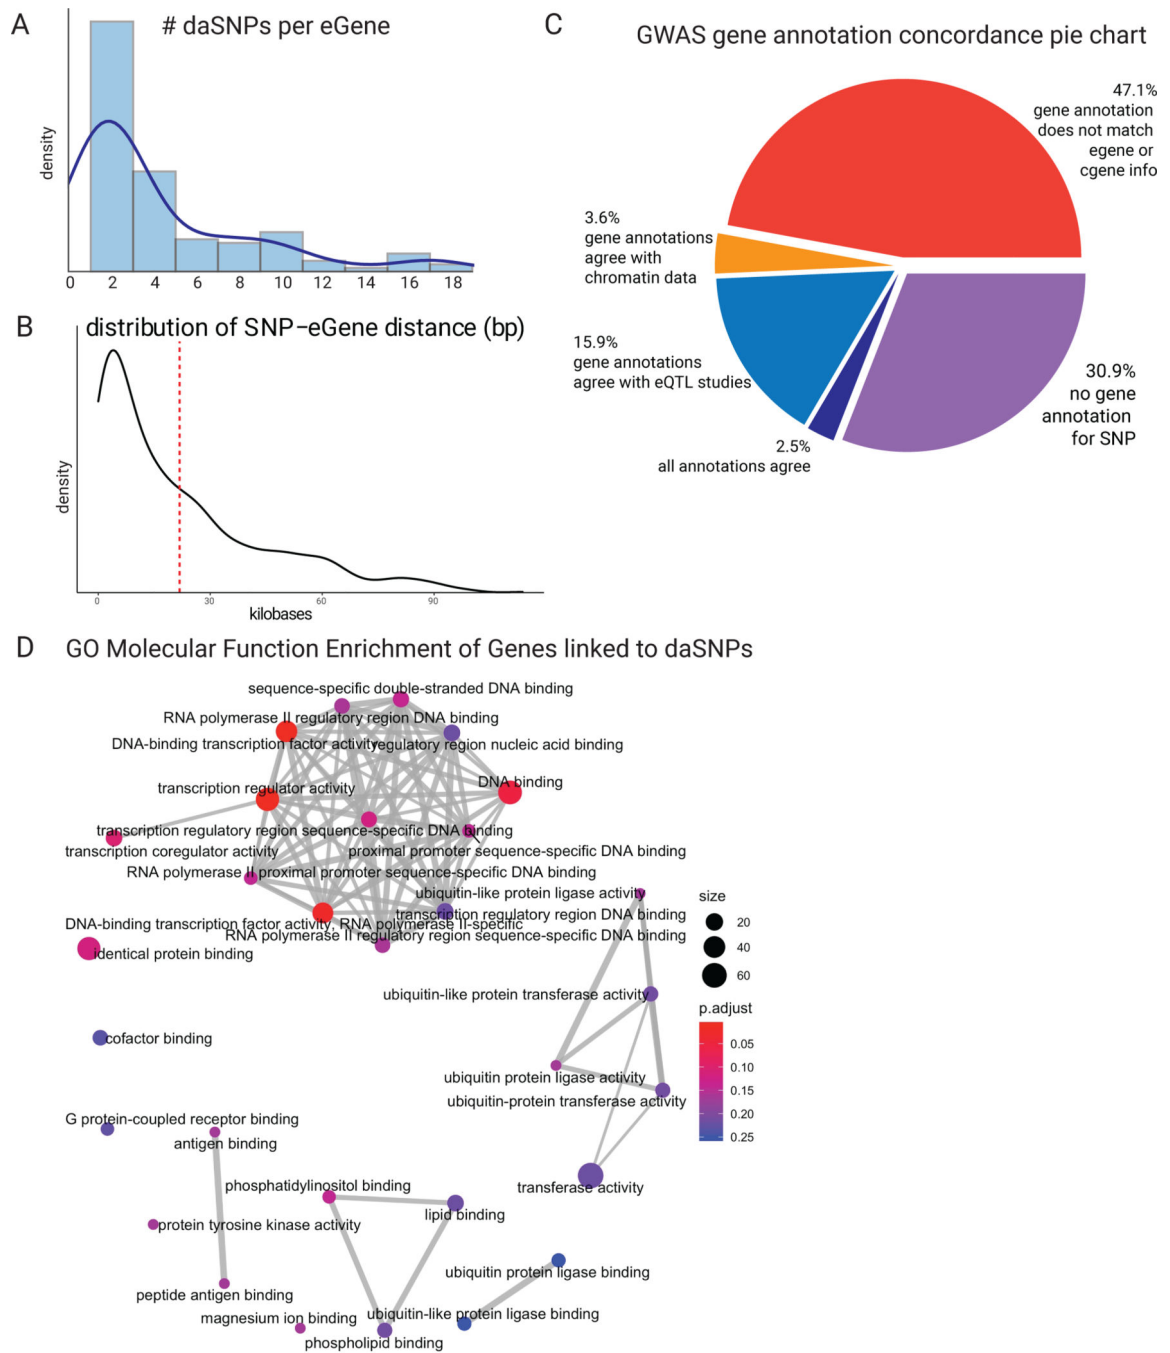 A
# daSNPs per eGene
density
0 2 4 6 8 10 12 14 16 18
B
distribution of SNP-eGene distance (bp)
density
0 30 60 90
kilobases
C
GWAS gene annotation concordance pie chart
47.1%
gene annotation
does not match
egene or
cgene info
3.6%
gene annotations
agree with
chromatin data
15.9%
gene annotations
agree with eQTL studies
2.5%
all annotations agree
30.9%
no gene
annotation
for SNP
D
GO Molecular Function Enrichment of Genes linked to daSNPs
sequence-specific double-stranded DNA binding
RNA polymerase II regulatory region DNA binding
DNA-binding transcription factor activity
regulatory region nucleic acid binding
DNA binding
transcription regulator activity
transcription regulatory region sequence-specific DNA binding
transcription coregulator activity
proximal promoter sequence-specific DNA binding
RNA polymerase II proximal promoter sequence-specific DNA binding
ubiquitin-like protein ligase activity
transcription regulatory region DNA binding
DNA-binding transcription factor activity, RNA polymerase II-specific
RNA polymerase II regulatory region sequence-specific DNA binding
identical protein binding
ubiquitin-like protein transferase activity
cofactor binding
ubiquitin protein ligase activity
ubiquitin-protein transferase activity
G protein-coupled receptor binding
antigen binding
phosphatidylinositol binding
transferase activity
lipid binding
protein tyrosine kinase activity
ubiquitin protein ligase binding
peptide antigen binding
magnesium ion binding
ubiquitin-like protein ligase binding
phospholipid binding
size
20
40
60
p.adjust
0.05
0.10
0.15
0.20
0.25